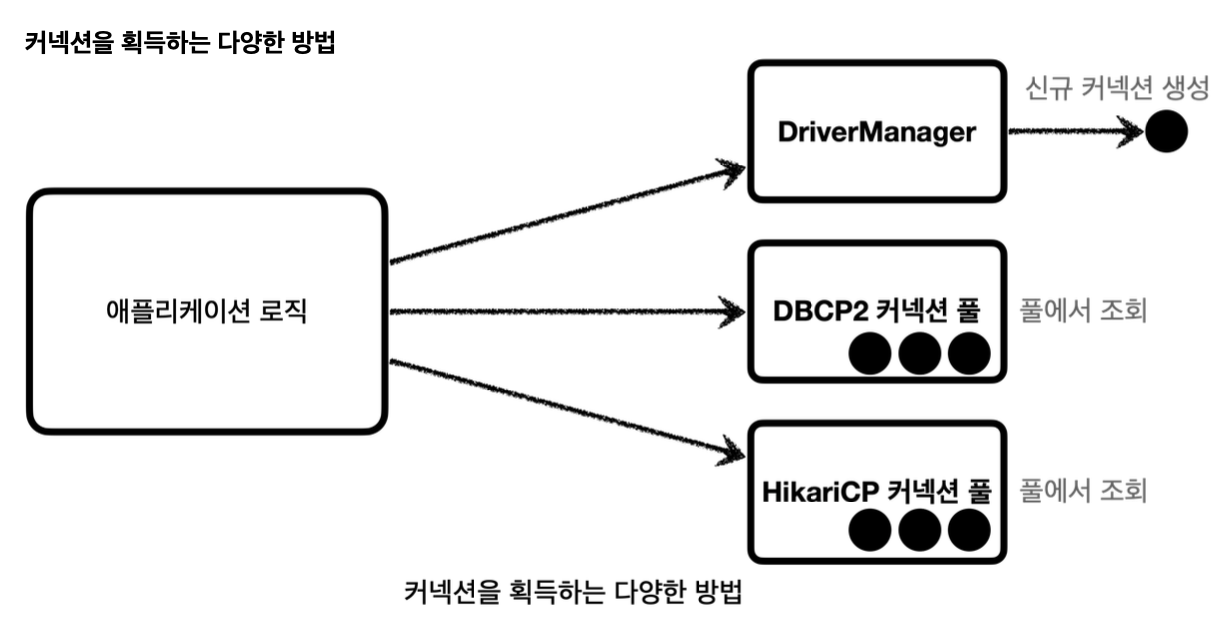 커넥션을 획득하는 다양한 방법
신규 커넥션 생성
DriverManager
애플리케이션 로직
DBCP2 커넥션 풀
풀에서 조회
HikariCP 커넥션 풀
풀에서 조회
커넥션을 획득하는 다양한 방법